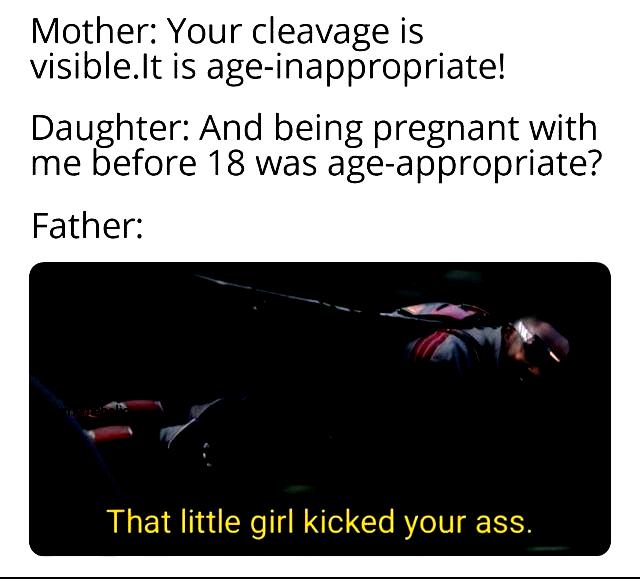 Mother: Your cleavage is
visible.It is age-inappropriate!
Daughter: And being pregnant with
me before 18 was age-appropriate?
Father:
That little girl kicked your ass.